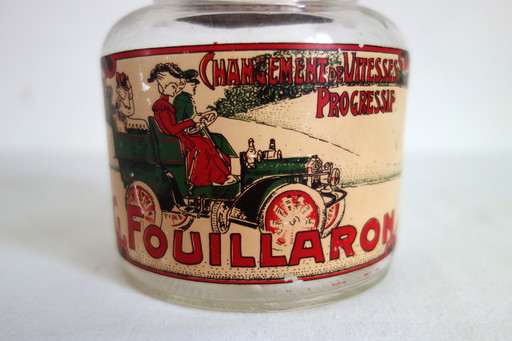 CHANGEMENT DE VITESSES
PROGRESSIF
FOUILLARON